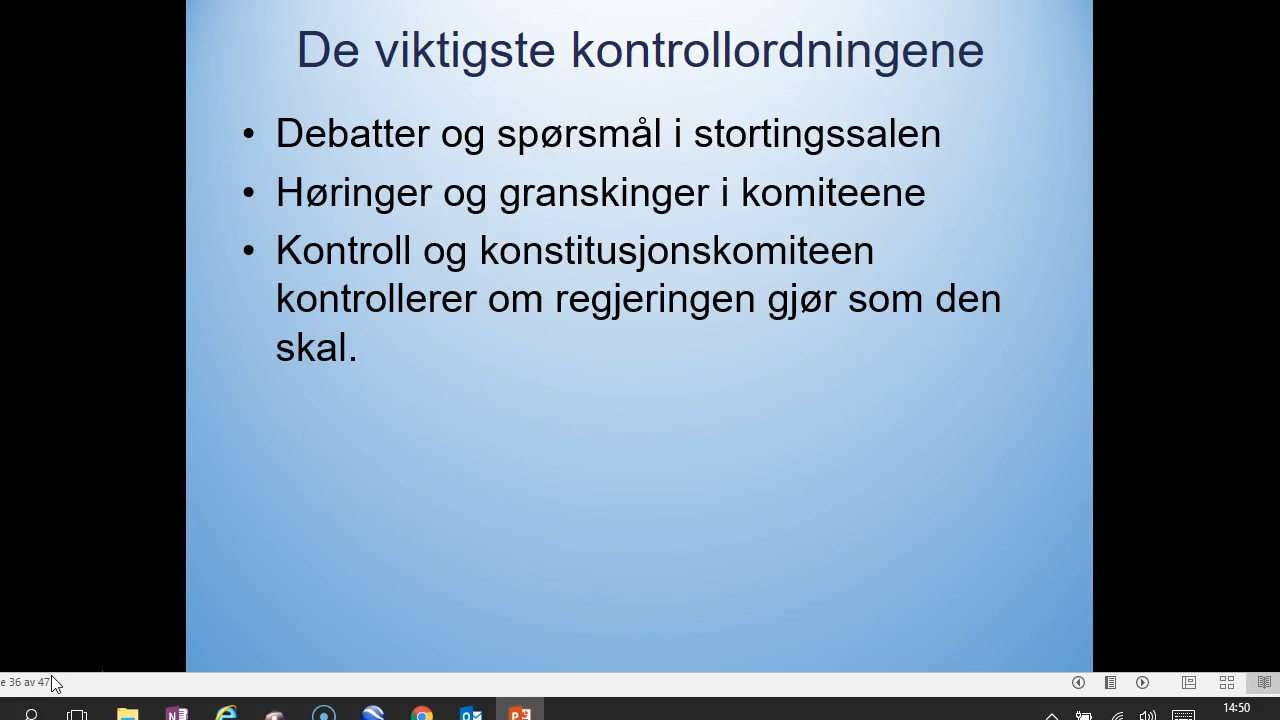 De viktigste kontrollordningene
• Debatter og spørsmål i stortingssalen
• Høringer og granskinger i komiteene
• Kontroll og konstitusjonskomiteen
kontrollerer om regjeringen gjør som den
skal.
e 36 av 47
14:50